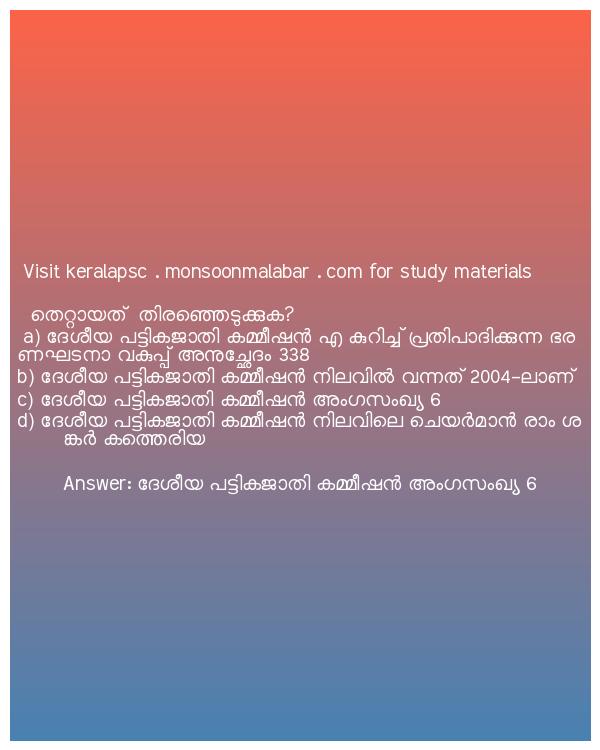 Visit keralapsc . monsoonmalabar . com for study materials
തെറ്റായത് തിരഞ്ഞെടുക്കുക?
a) ദേശീയ പട്ടികജാതി കമ്മീഷൻ എ കുറിച്ച് പ്രതിപാദിക്കുന്ന ഭര
ണഘടനാ വകുപ്പ് അനുച്ഛേദം 338
b) ദേശീയ പട്ടികജാതി കമ്മീഷൻ നിലവിൽ വന്നത് 2004-ലാണ്
c) ദേശീയ പട്ടികജാതി കമ്മീഷൻ അംഗസംഖ്യ 6
d) ദേശീയ പട്ടികജാതി കമ്മീഷൻ നിലവിലെ ചെയർമാൻ രാം ശ
ങ്കർ കത്തെരിയ
Answer: ദേശീയ പട്ടികജാതി കമ്മീഷൻ അംഗസംഖ്യ 6